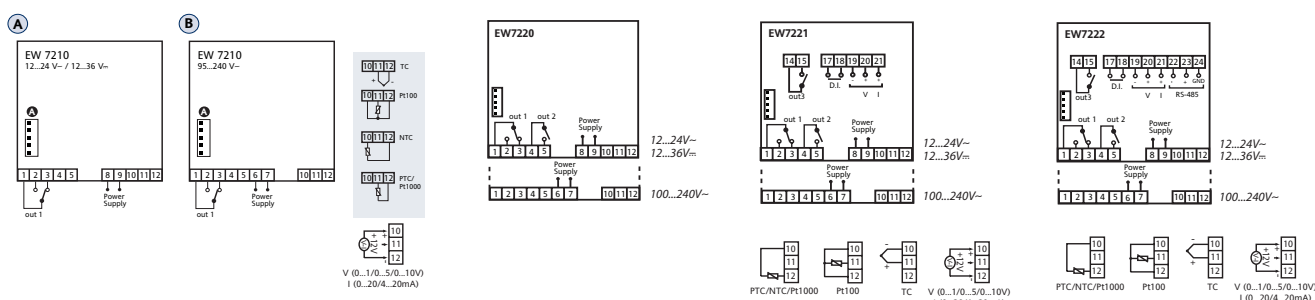 A
EW 7210
12...24 V~ / 12...36 V⎓
A
1 2 3 4 5 8 9 10 11 12
Power
Supply
out 1
B
EW 7210
95...240 V~
A
1 2 3 4 5 6 7 10 11 12
Power
Supply
out 1
10 11 12 TC
+ -
10 11 12 Pt100
10 11 12 NTC
10 11 12 PTC/
Pt1000
10
+ + 11
12V
- 12
V (0...1/0...5/0...10V)
I (0...20/4...20mA)
EW7220
out 1 out 2 Power
Supply
1 2 3 4 5 8 9 10 11 12
12...24V~
12...36V⎓
Power
Supply
1 2 3 4 5 6 7 10 11 12
100...240V~
EW7221
14 15 17 18 19 20 21
D.I. - + +
out3 V I
out 1 out 2 Power
Supply
1 2 3 4 5 8 9 10 11 12
12...24V~
12...36V⎓
Power
Supply
1 2 3 4 5 6 7 10 11 12
100...240V~
10
11
12
PTC/NTC/Pt1000
10
11
12
Pt100
-
+
10
11
12
TC
10
+ + 11
12V
- 12
V (0...1/0...5/0...10V)
EW7222
14 15 17 18 19 20 21 22 23 24
D.I. - + + - + GND
out3 V I RS-485
out 1 out 2 Power
Supply
1 2 3 4 5 8 9 10 11 12
12...24V~
12...36V⎓
Power
Supply
1 2 3 4 5 6 7 10 11 12
100...240V~
10
11
12
PTC/NTC/Pt1000
10
11
12
Pt100
-
+
10
11
12
TC
10
+ + 11
12V
- 12
V (0...1/0...5/0...10V)
I (0...20/4...20mA)